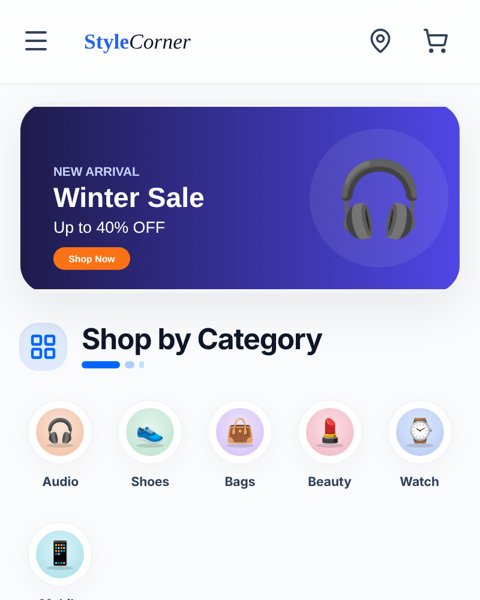 StyleCorner
NEW ARRIVAL
Winter Sale
Up to 40% OFF
Shop Now
Shop by Category
Audio
Shoes
Bags
Beauty
Watch